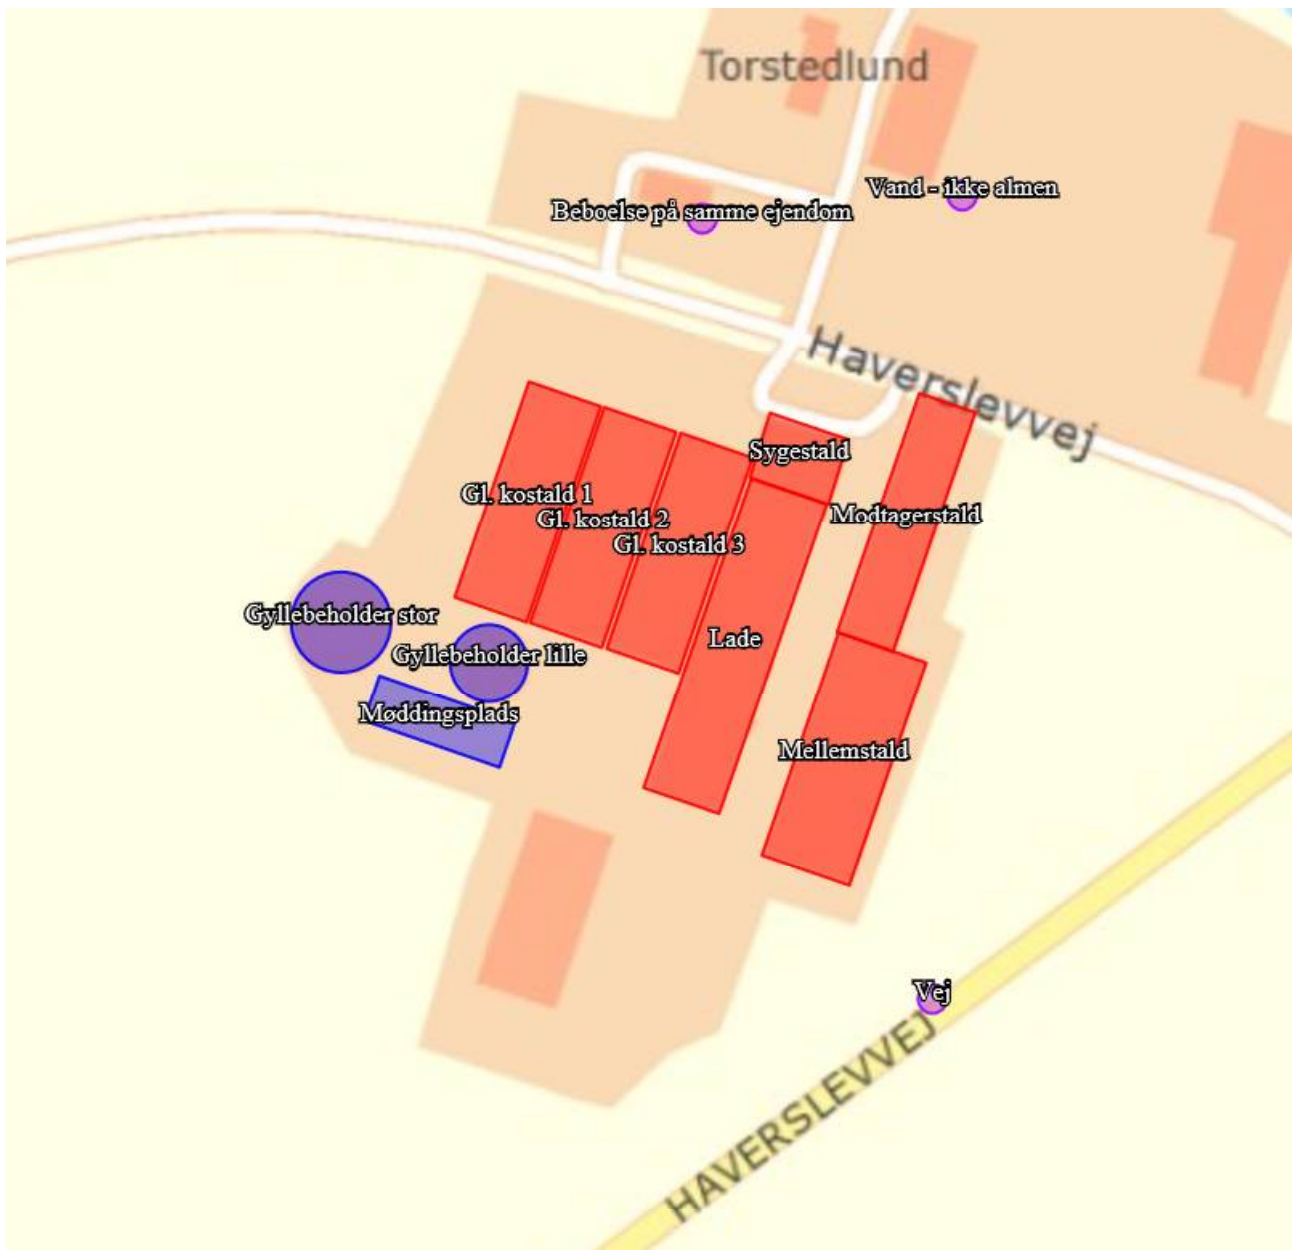 Torstedlund
Vand - ikke almen
Beboelse på samme ejendom
Haverslevvej
Sygestald
Gl. kostald 1
Modtagerstald
Gl. kostald 2
Gl. kostald 3
Gyllebeholder stor
Lade
Gyllebeholder lille
Møddingsplads
Mellemstald
Vej
HAVERSLEVVEJ